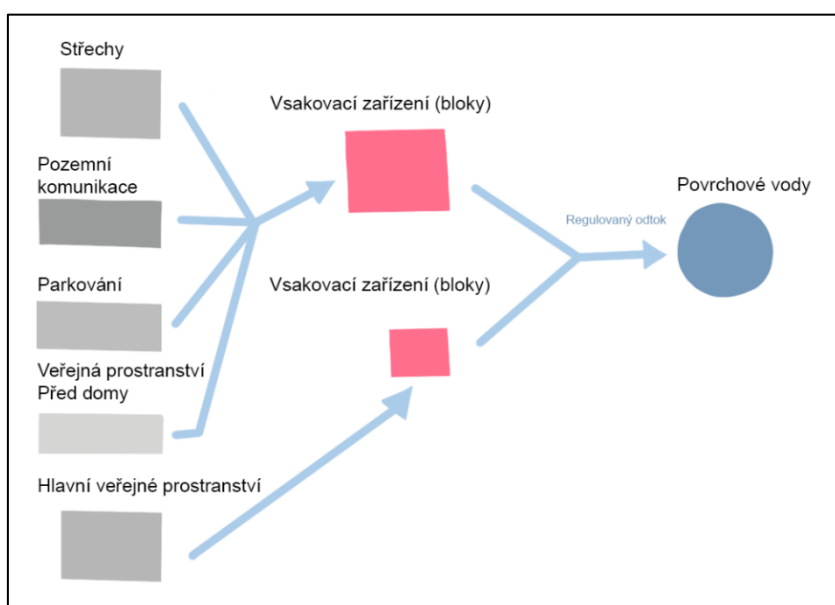 Střechy
Pozemní
komunikace
Parkování
Veřejná prostranství
Před domy
Hlavní veřejné prostranství
Vsakovací zařízení (bloky)
Vsakovací zařízení (bloky)
Regulovaný odtok
Povrchové vody